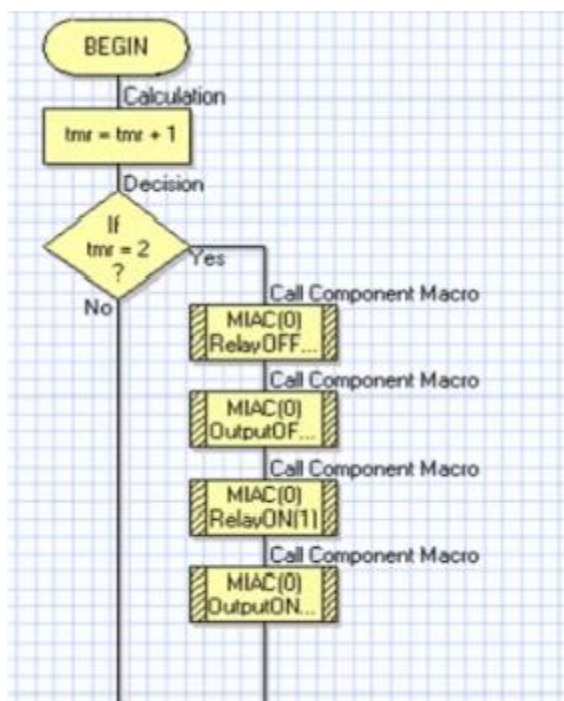 BEGIN
Calculation
tmr = tmr + 1
Decision
If
tmr = 2
?
Yes
No
Call Component Macro
MIAC(0)
RelayOFF...
Call Component Macro
MIAC(0)
OutputOF...
Call Component Macro
MIAC(0)
RelayON(1)
Call Component Macro
MIAC(0)
OutputON...